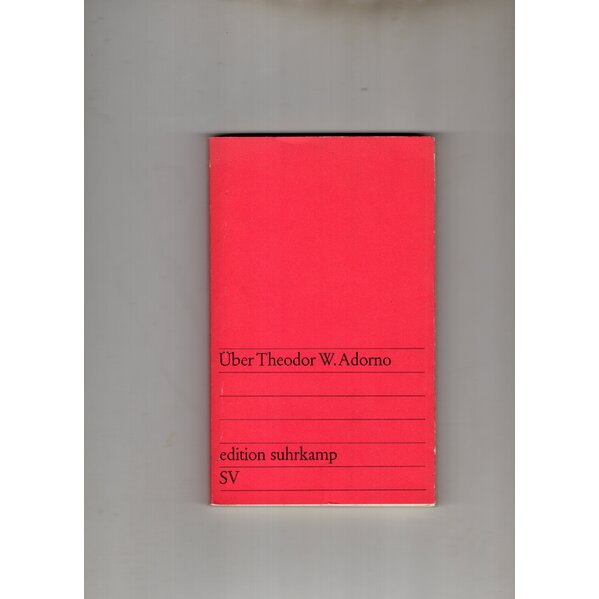 Über Theodor W. Adorno
edition suhrkamp
SV